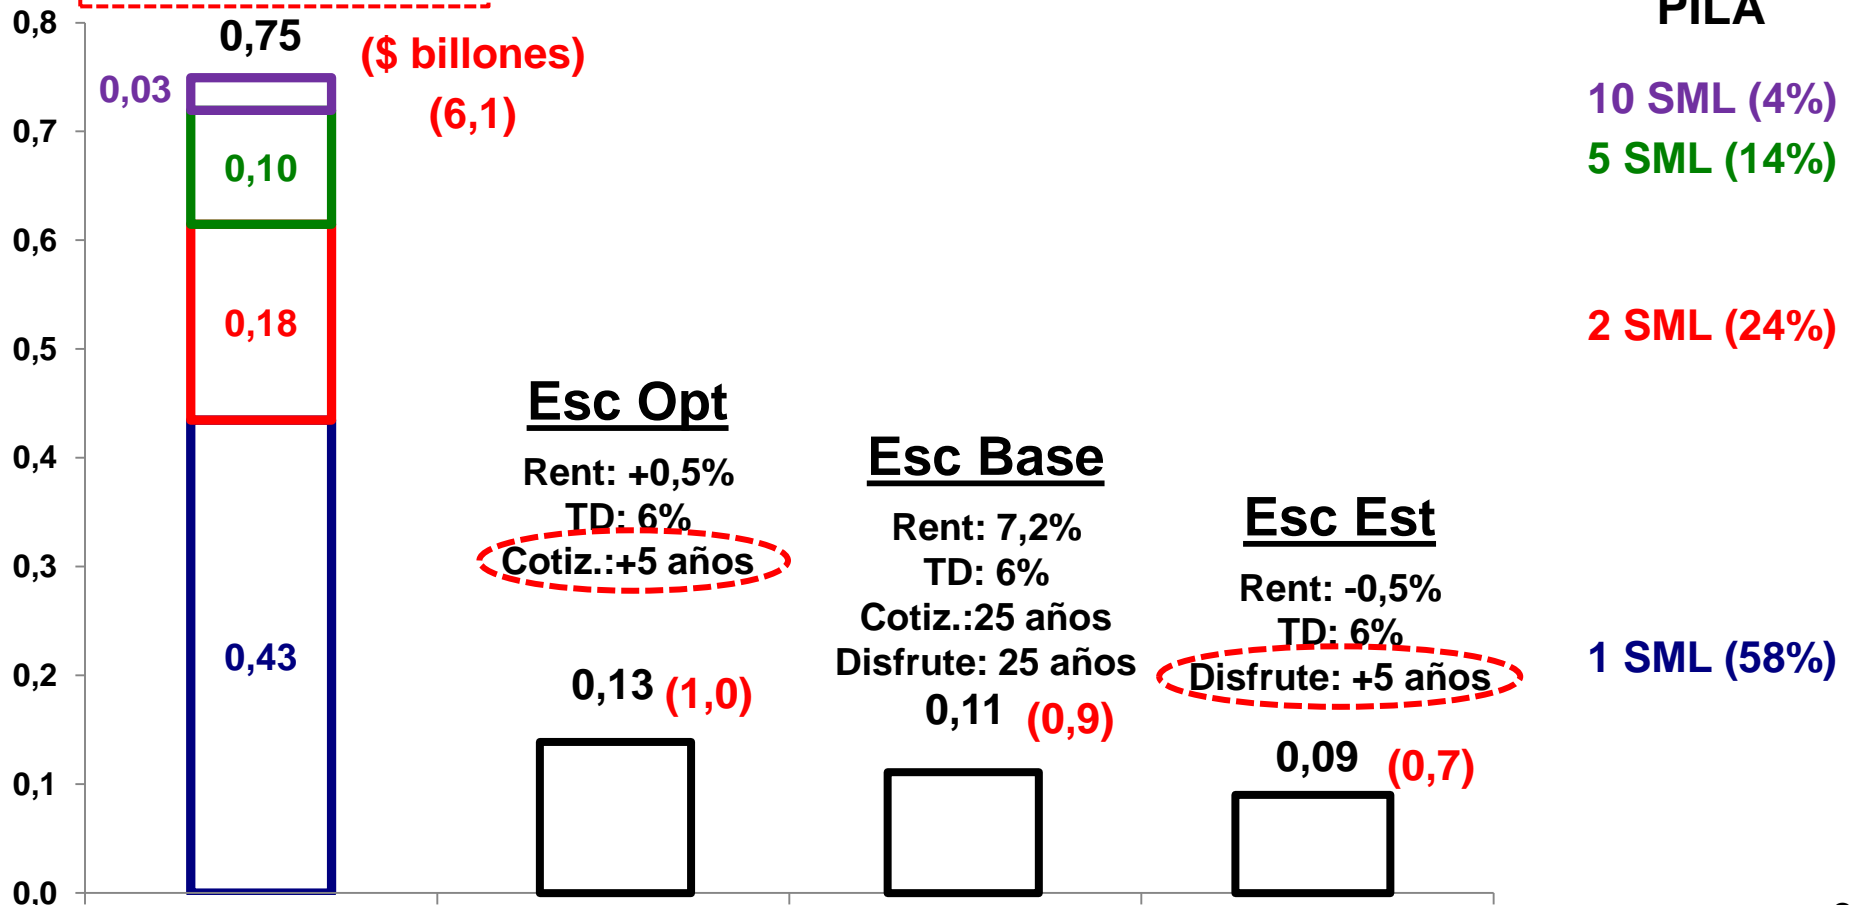 PILA
0,8
0,75
($ billones)
0,03
(6,1)
10 SML (4%)
0,7
0,10
5 SML (14%)
0,6
0,18
2 SML (24%)
0,5
Esc Opt
Rent: +0,5%
TD: 6%
Cotiz.:+5 años
0,13 (1,0)
Esc Base
Rent: 7,2%
TD: 6%
Cotiz.:25 años
Disfrute: 25 años
0,11 (0,9)
Esc Est
Rent: -0,5%
TD: 6%
Disfrute: +5 años
0,09 (0,7)
0,4
0,3
0,43
1 SML (58%)
0,2
0,1
0,0